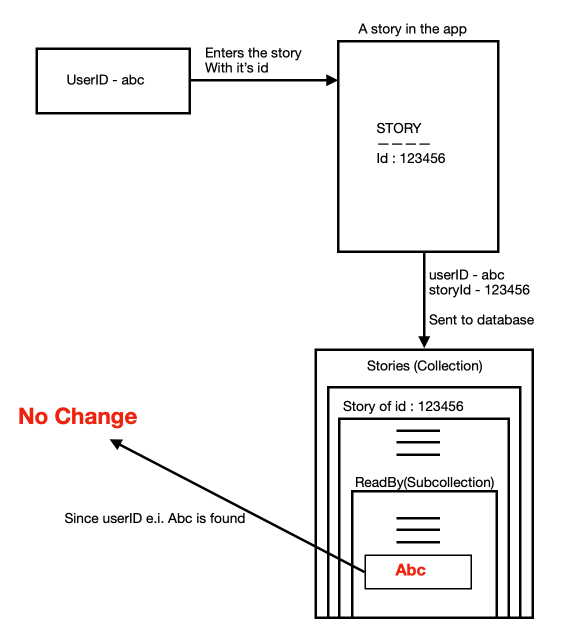 A story in the app
UserID - abc
Enters the story
With it's id
STORY
————
Id : 123456
userID - abc
storyId - 123456
Sent to database
Stories (Collection)
Story of id : 123456
ReadBy(Subcollection)
Abc
No Change
Since userID e.i. Abc is found